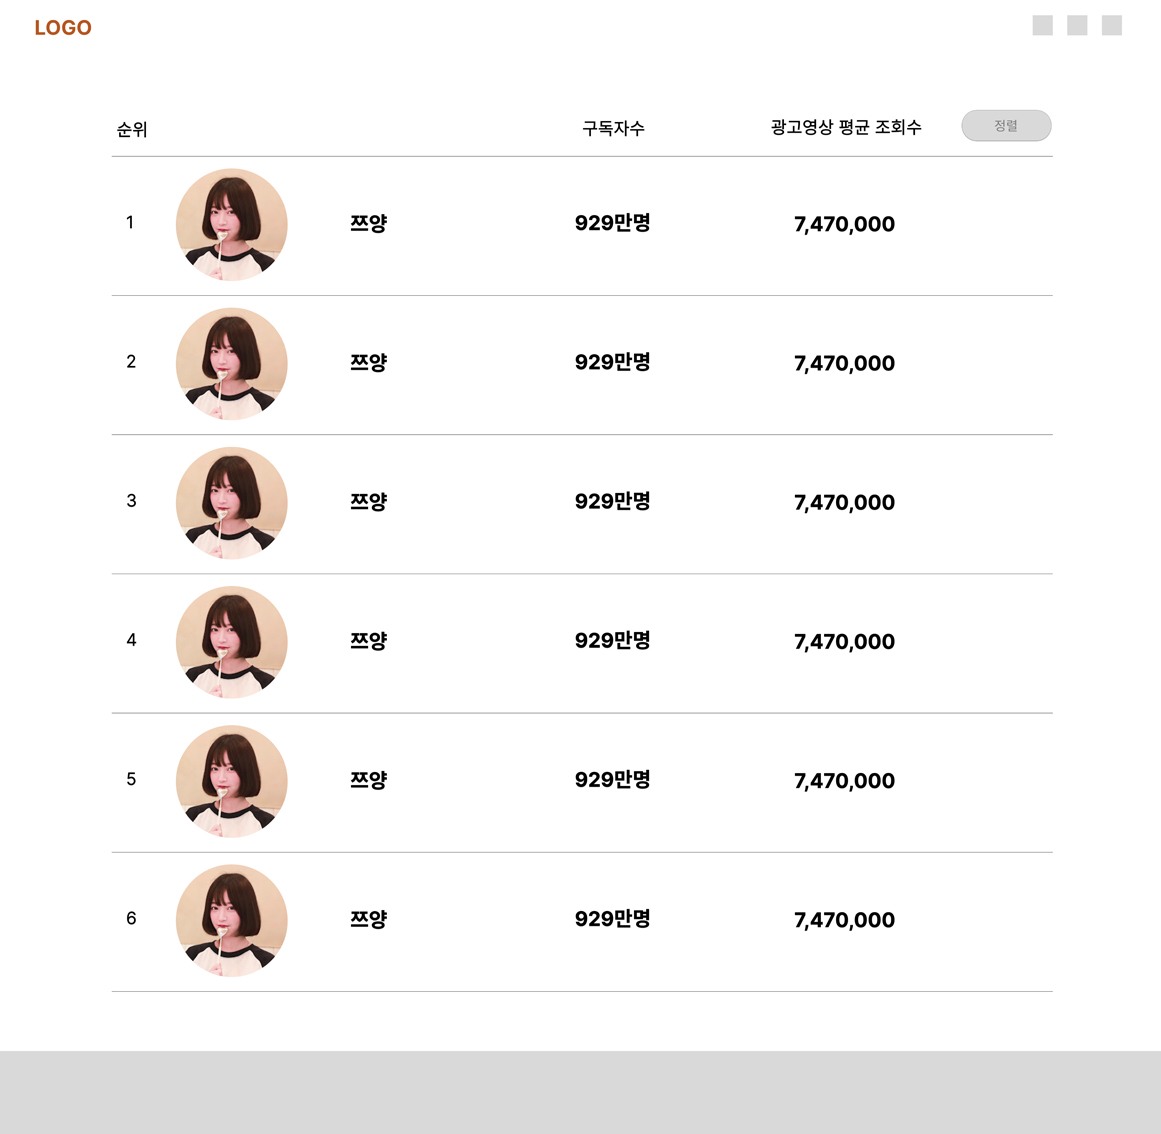 LOGO
순위 구독자수 광고영상 평균 조회수 정렬
1 쯔양 929만명 7,470,000
2 쯔양 929만명 7,470,000
3 쯔양 929만명 7,470,000
4 쯔양 929만명 7,470,000
5 쯔양 929만명 7,470,000
6 쯔양 929만명 7,470,000